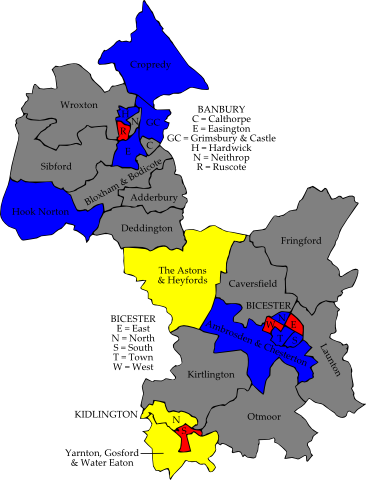 Cropredy
Wroxton
BANBURY
C = Calthorpe
E = Easington
GC = Grimsbury & Castle
H = Hardwick
N = Neithrop
R = Ruscote
H
N
GC
R
E
C
Sibford
Bloxham & Bodicote
Adderbury
Hook Norton
Deddington
Fringford
The Astons
& Heyfords
Caversfield
BICESTER
N
W
E
T
S
Ambrosden & Chesterton
Launton
BICESTER
E = East
N = North
S = South
T = Town
W = West
Kirtlington
KIDLINGTON
N
Otmoor
S
Yarnton, Gosford
& Water Eaton